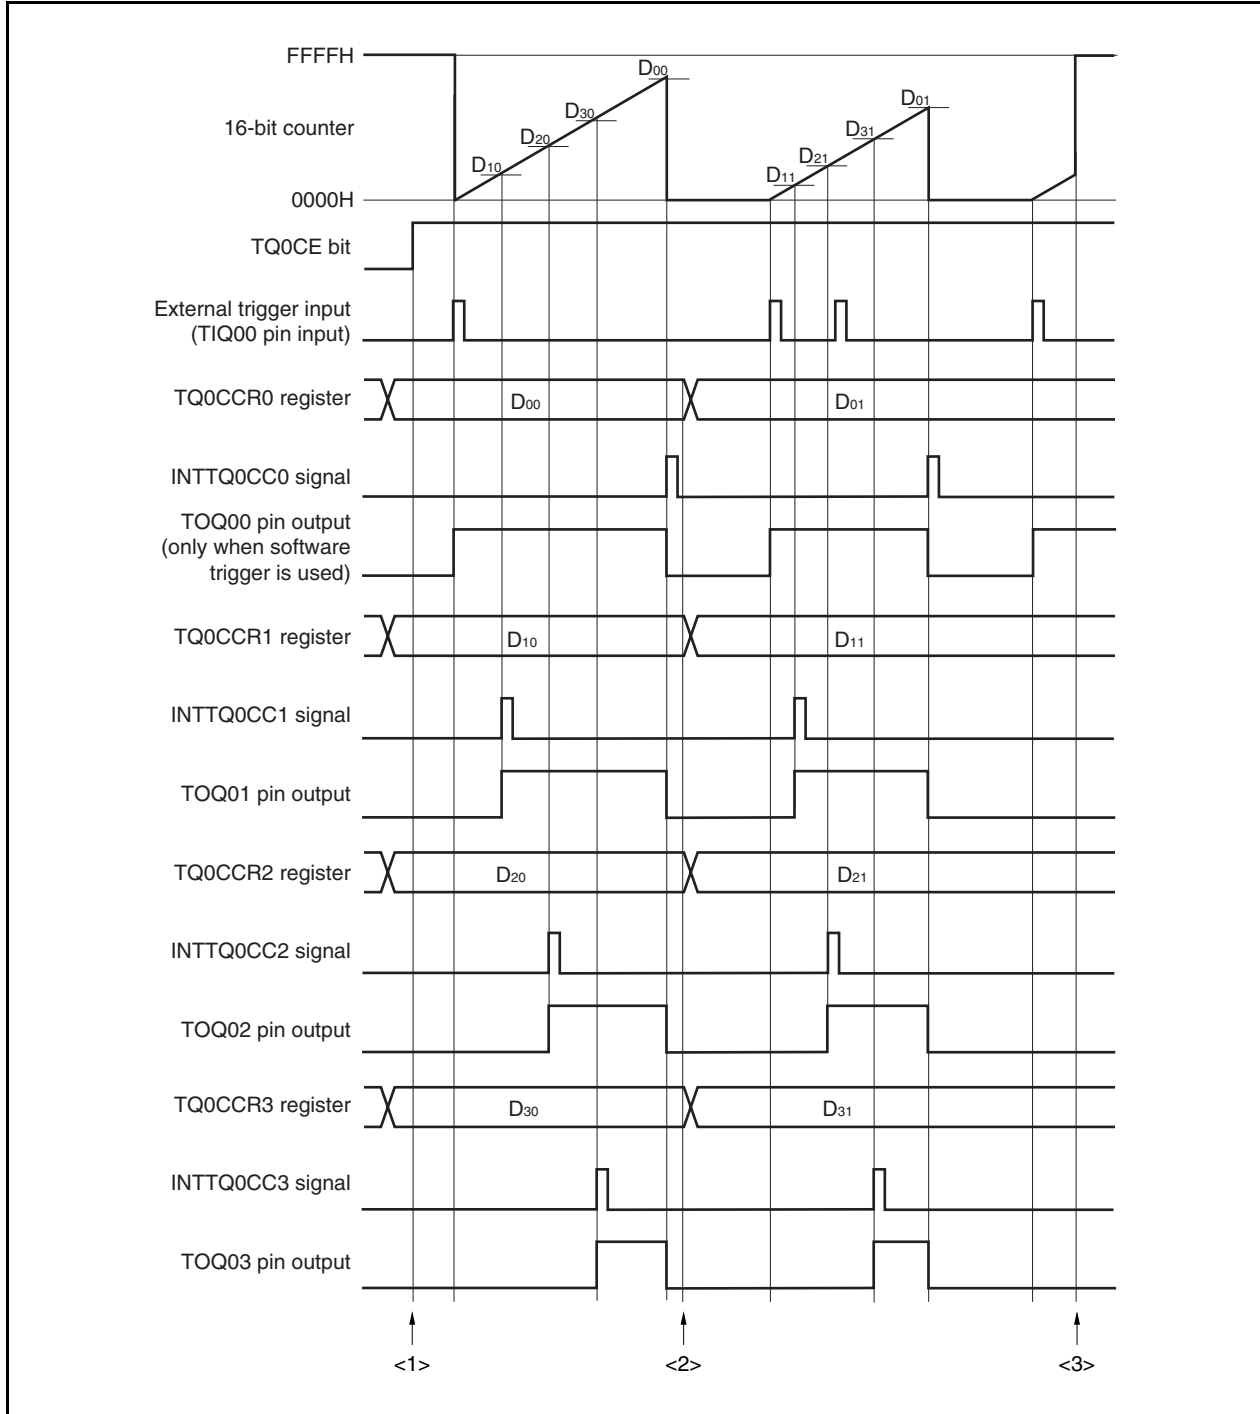 FFFFH
D00
D01
D30
D31
16-bit counter
D20
D21
D10
D11
0000H
TQ0CE bit
External trigger input
(TIQ00 pin input)
TQ0CCR0 register
D00
D01
INTTQ0CC0 signal
TOQ00 pin output
(only when software
trigger is used)
TQ0CCR1 register
D10
D11
INTTQ0CC1 signal
TOQ01 pin output
TQ0CCR2 register
D20
D21
INTTQ0CC2 signal
TOQ02 pin output
TQ0CCR3 register
D30
D31
INTTQ0CC3 signal
TOQ03 pin output
<1>
<2>
<3>